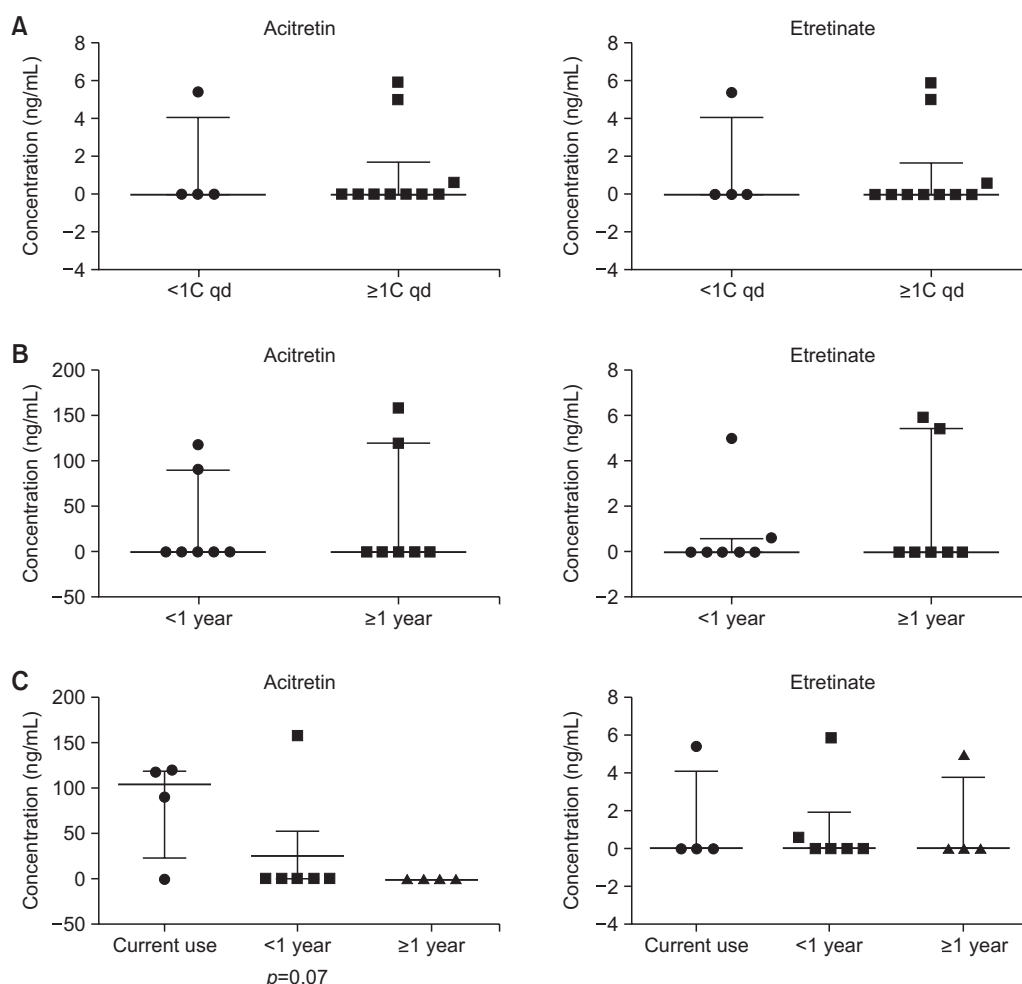 A
Acitretin
Concentration (ng/mL)
8
6
4
2
0
−2
−4
<1C qd ≥1C qd
Etretinate
Concentration (ng/mL)
8
6
4
2
0
−2
−4
<1C qd ≥1C qd
B
Acitretin
Concentration (ng/mL)
200
150
100
50
0
−50
<1 year ≥1 year
Etretinate
Concentration (ng/mL)
8
6
4
2
0
−2
<1 year ≥1 year
C
Acitretin
Concentration (ng/mL)
200
150
100
50
0
−50
Current use <1 year ≥1 year
p=0.07
Etretinate
Concentration (ng/mL)
8
6
4
2
0
−2
−4
Current use <1 year ≥1 year